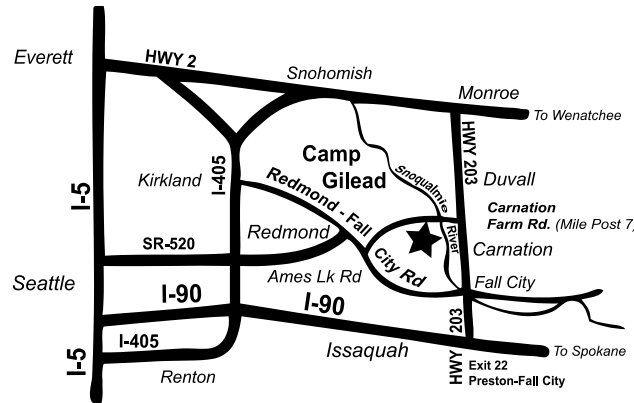 Everett
HWY 2
Snohomish
Monroe
To Wenatchee
I-5
Kirkland
I-405
Camp
Gilead
Snoqualmie
River
HWY 203
Duvall
Redmond - Fall
City Rd
Carnation
Farm Rd. (Mile Post 7)
Redmond
Carnation
SR-520
Ames Lk Rd
Fall City
Seattle
I-90
I-90
HWY 203
I-405
Issaquah
To Spokane
I-5
Renton
Exit 22
Preston-Fall City